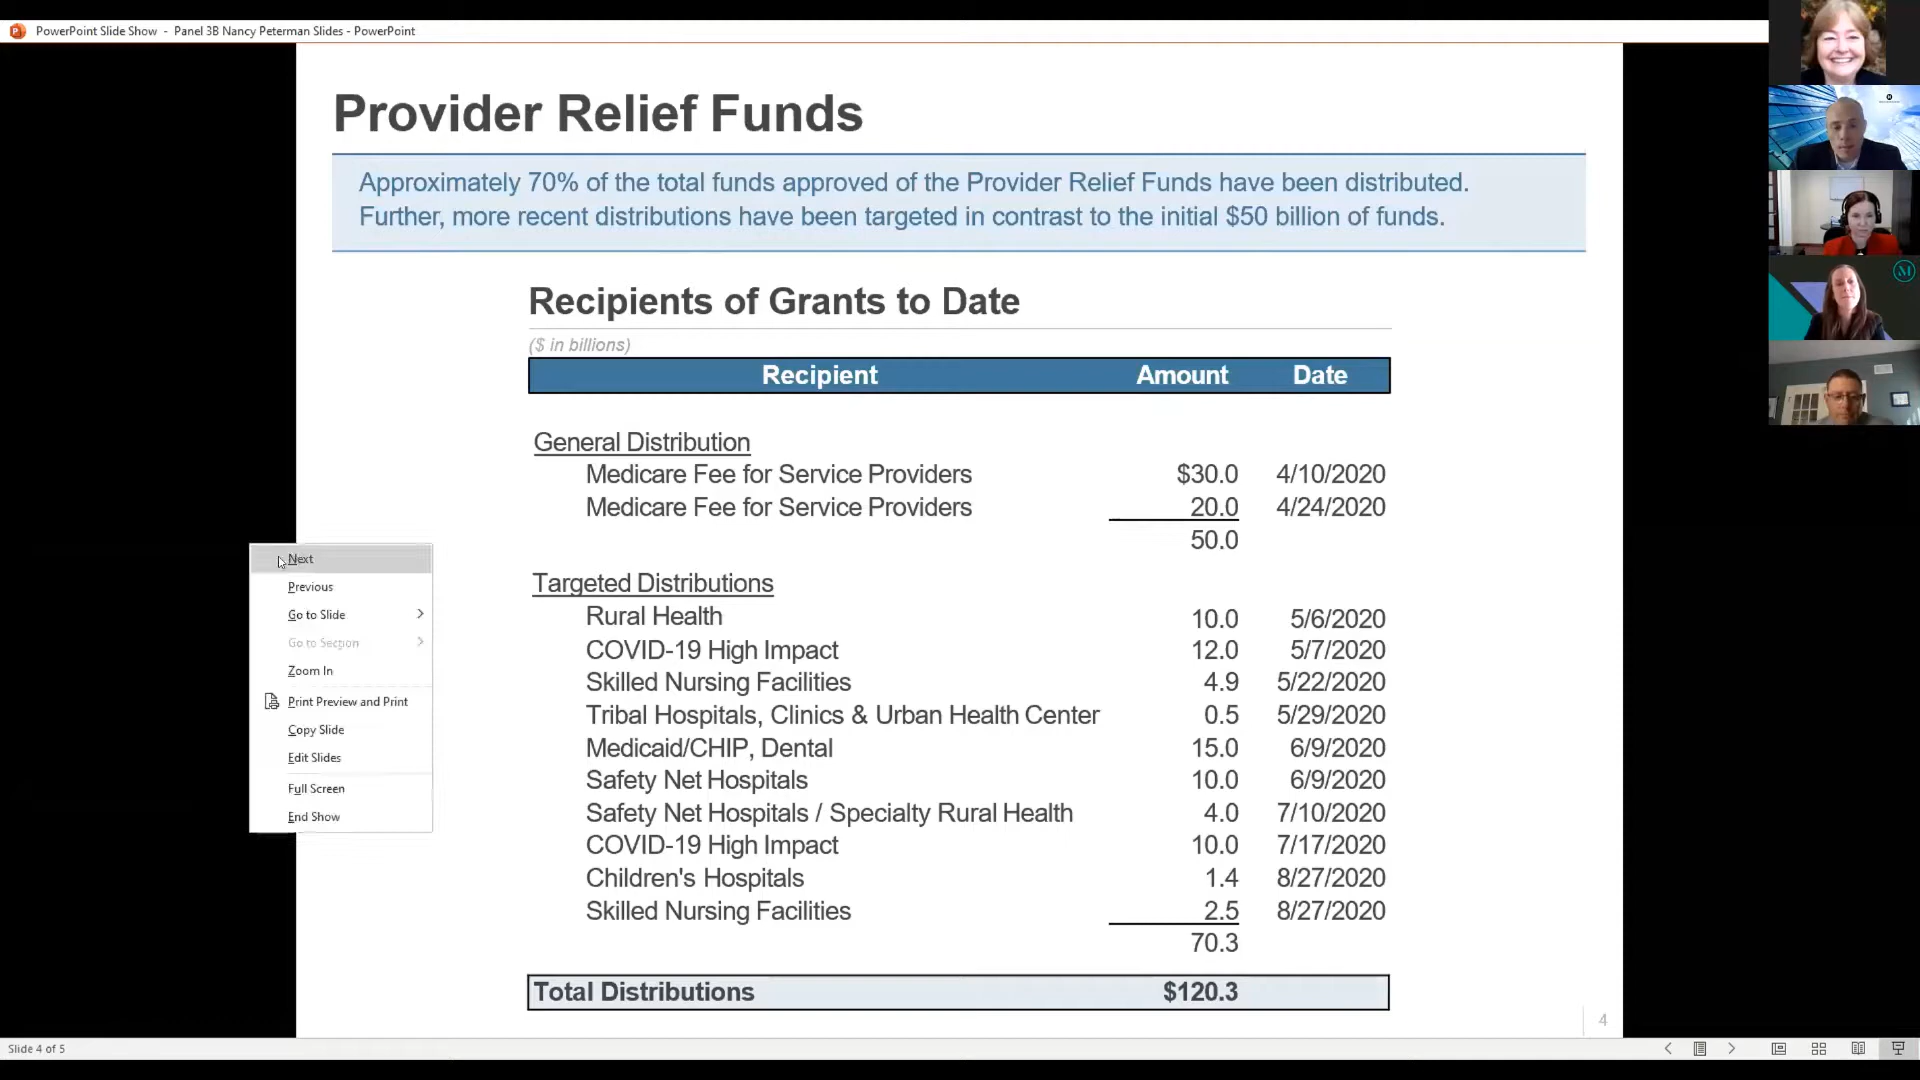 PowerPoint Slide Show - Panel 3B Nancy Peterman Slides - PowerPoint
Provider Relief Funds
Approximately 70% of the total funds approved of the Provider Relief Funds have been distributed.
Further, more recent distributions have been targeted in contrast to the initial $50 billion of funds.
Recipients of Grants to Date
($ in billions)
Recipient Amount Date
General Distribution
Medicare Fee for Service Providers $30.0 4/10/2020
Medicare Fee for Service Providers 20.0 4/24/2020
50.0
Targeted Distributions
Rural Health 10.0 5/6/2020
COVID-19 High Impact 12.0 5/7/2020
Skilled Nursing Facilities 4.9 5/22/2020
Tribal Hospitals, Clinics & Urban Health Center 0.5 5/29/2020
Medicaid/CHIP, Dental 15.0 6/9/2020
Safety Net Hospitals 10.0 6/9/2020
Safety Net Hospitals / Specialty Rural Health 4.0 7/10/2020
COVID-19 High Impact 10.0 7/17/2020
Children's Hospitals 1.4 8/27/2020
Skilled Nursing Facilities 2.5 8/27/2020
70.3
Total Distributions $120.3
4
Next
Previous
Go to Slide
Go to Section
Zoom In
Print Preview and Print
Copy Slide
Edit Slides
Full Screen
End Show
Slide 4 of 5
M